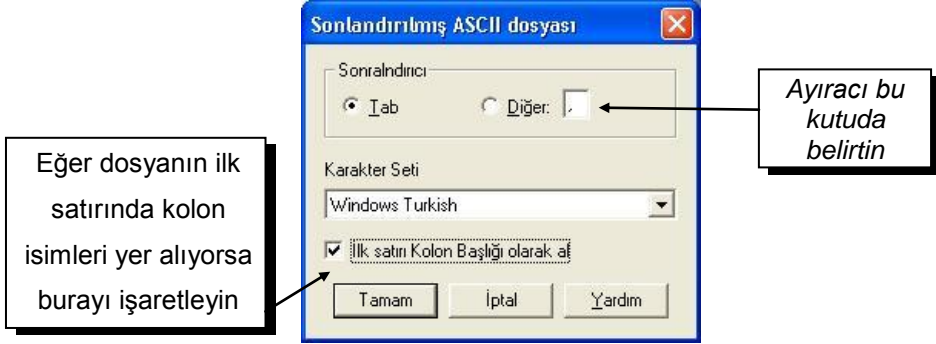 Sonlandırılmış ASCII dosyası
Sonralndırıcı
Tab
Diğer: ,
Ayıracı bu
kutuda
belirtin
Eğer dosyanın ilk
satırında kolon
isimleri yer alıyorsa
burayı işaretleyin
Karakter Seti
Windows Turkish
İlk satırı Kolon Başlığı olarak al
Tamam
İptal
Yardım